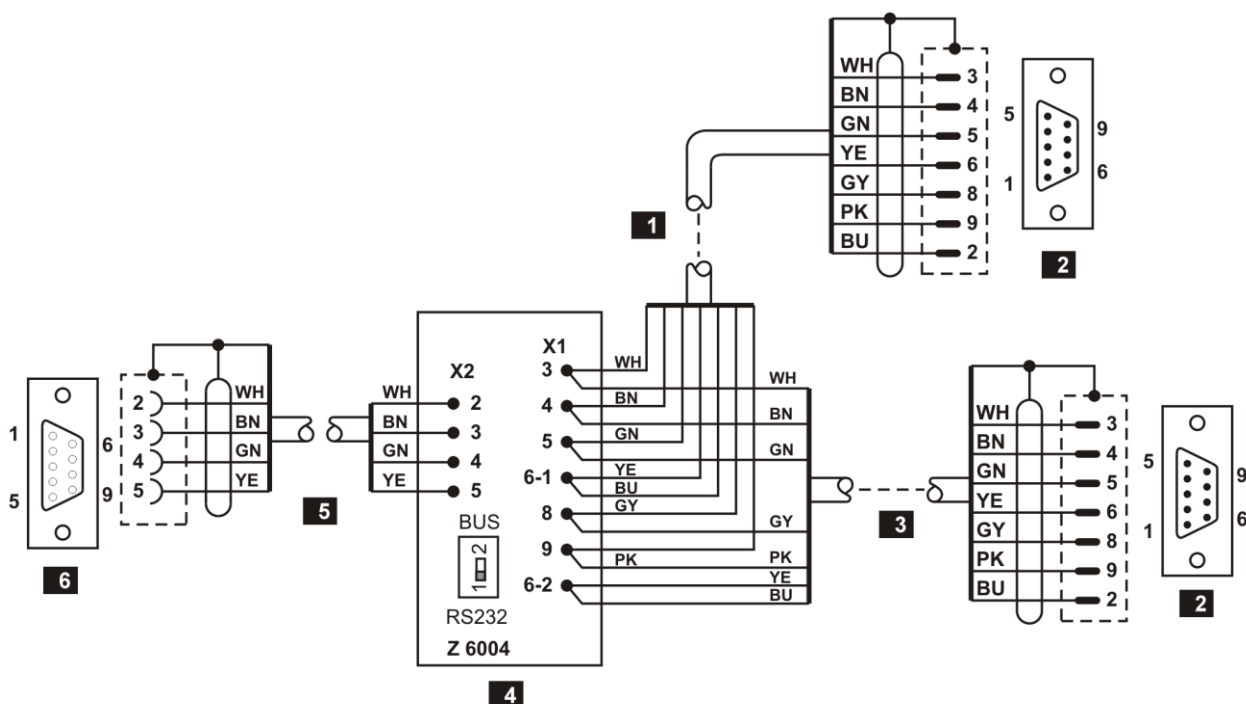 WH 3
BN 4
GN 5
YE 6
GY 8
PK 9
BU 2
5 9
1 6
1
2
WH 2
BN 3
GN 4
YE 5
1 6
5 9
6
5
WH
BN
GN
YE
X2
2
3
4
5
X1
3
4
5
6-1
8
9
6-2
BUS
1 2
RS232
Z 6004
4
WH
BN
GN
YE
BU
GY
PK
WH
BN
GN
GY
PK
YE
BU
3
WH 3
BN 4
GN 5
YE 6
GY 8
PK 9
BU 2
5 9
1 6
2